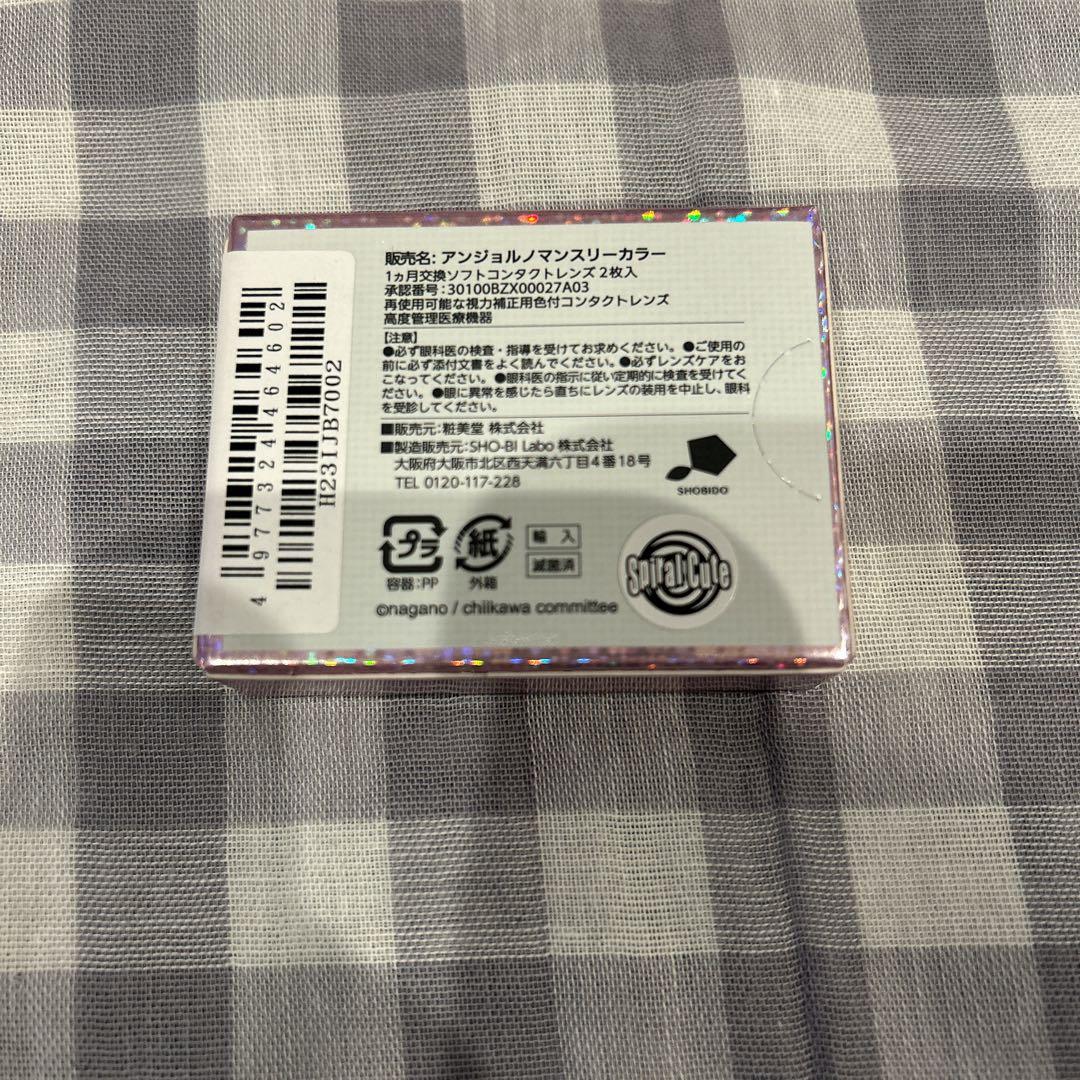 販売名: アンジョルノマンスリーカラー
1ヵ月交換ソフトコンタクトレンズ 2枚入
承認番号:30100BZX00027A03
再使用可能な視力補正用色付コンタクトレンズ
高度管理医療機器
【注意】
●必ず眼科医の検査・指導を受けてお求めください。●ご使用の
前に必ず添付文書をよく読んでください。●必ずレンズケアをお
こなってください。●眼科医の指示に従い定期的に検査を受けてく
ださい。●眼に異常を感じたら直ちにレンズの装用を中止し、眼科
を受診してください。
■販売元:粧美堂 株式会社
■製造販売元:SHO-BI Labo 株式会社
大阪府大阪市北区西天満六丁目4番18号
TEL 0120-117-228
SHOBIDO
プラ
容器:PP
紙
外箱
輸入
滅菌済
Spiral Cute
©nagano / chiikawa committee
4977324464602
H23IJB7002